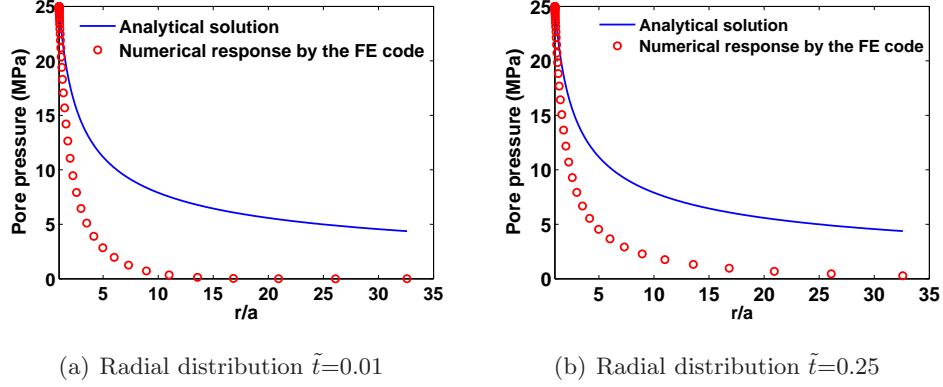 25
20
15
10
5
0
Pore pressure (MPa)
Analytical solution
Numerical response by the FE code
5 10 15 20 25 30 35
r/a
(a) Radial distribution t̃=0.01
25
20
15
10
5
0
Pore pressure (MPa)
Analytical solution
Numerical response by the FE code
5 10 15 20 25 30 35
r/a
(b) Radial distribution t̃=0.25